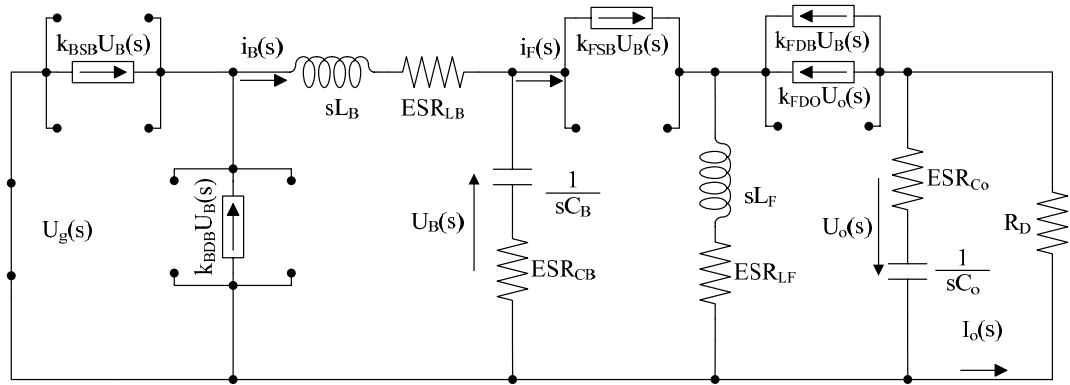 k_BSB U_B(s)
i_B(s)
sL_B
ESR_LB
i_F(s)
k_FSB U_B(s)
k_FDB U_B(s)
k_FDO U_o(s)
U_g(s)
k_BDB U_B(s)
U_B(s)
1
sC_B
ESR_CB
sL_F
ESR_LF
U_o(s)
ESR_Co
1
sC_o
R_D
I_o(s)